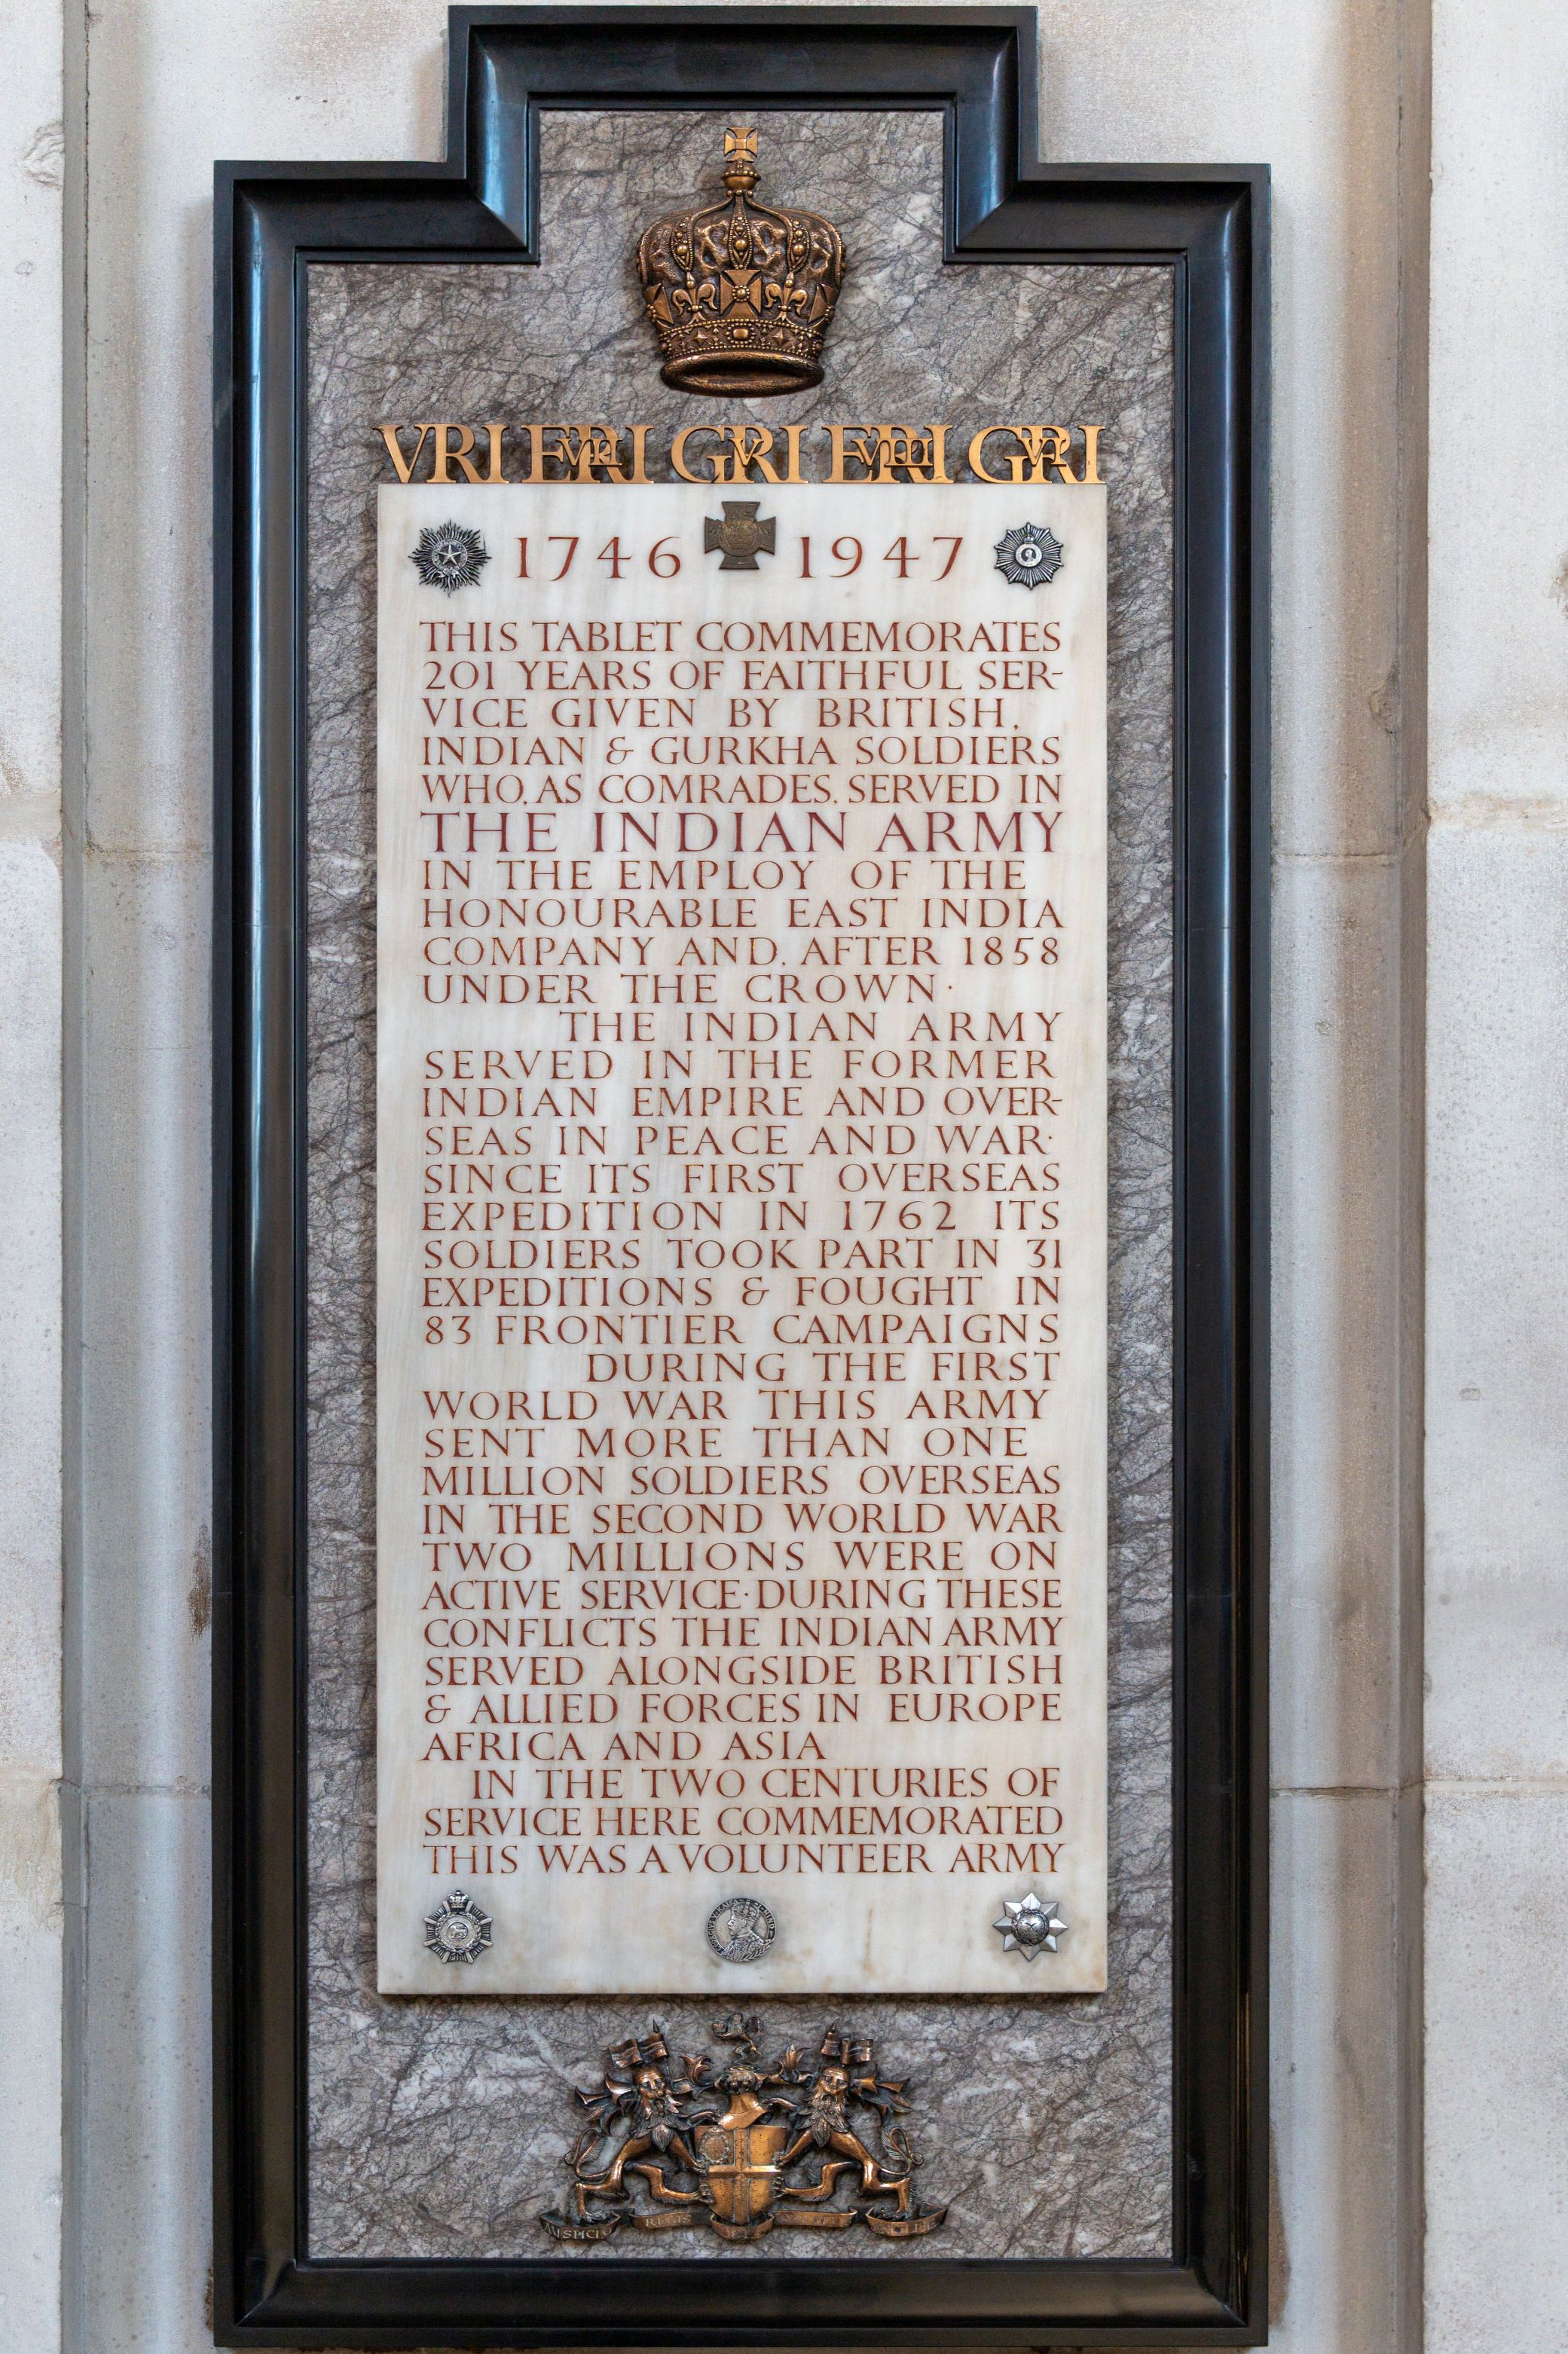 VRI EVIIRI GVRI EVIIIRI GVIRI
1746 1947
THIS TABLET COMMEMORATES
201 YEARS OF FAITHFUL SER-
VICE GIVEN BY BRITISH,
INDIAN & GURKHA SOLDIERS
WHO, AS COMRADES, SERVED IN
THE INDIAN ARMY
IN THE EMPLOY OF THE
HONOURABLE EAST INDIA
COMPANY AND, AFTER 1858
UNDER THE CROWN·
THE INDIAN ARMY
SERVED IN THE FORMER
INDIAN EMPIRE AND OVER-
SEAS IN PEACE AND WAR·
SINCE ITS FIRST OVERSEAS
EXPEDITION IN 1762 ITS
SOLDIERS TOOK PART IN 31
EXPEDITIONS & FOUGHT IN
83 FRONTIER CAMPAIGNS
DURING THE FIRST
WORLD WAR THIS ARMY
SENT MORE THAN ONE
MILLION SOLDIERS OVERSEAS
IN THE SECOND WORLD WAR
TWO MILLIONS WERE ON
ACTIVE SERVICE·DURING THESE
CONFLICTS THE INDIAN ARMY
SERVED ALONGSIDE BRITISH
& ALLIED FORCES IN EUROPE
AFRICA AND ASIA
IN THE TWO CENTURIES OF
SERVICE HERE COMMEMORATED
THIS WAS A VOLUNTEER ARMY
AUSPICIO REGIS